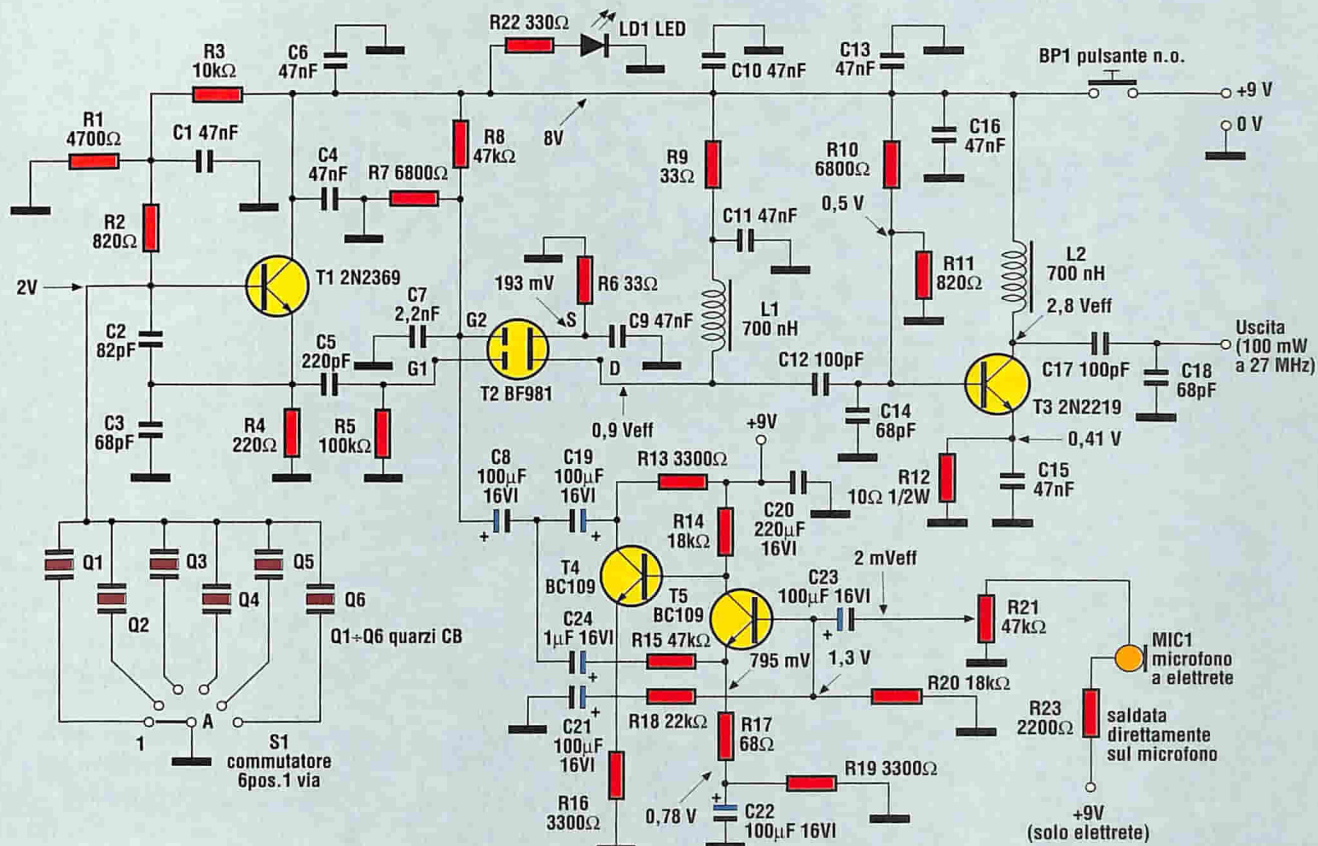 R22 330Ω
LD1 LED
R3
10kΩ
C6
47nF
C10 47nF
C13
47nF
BP1 pulsante n.o.
+9 V
0 V
R1
4700Ω
C1 47nF
R8
47kΩ
8V
C16
47nF
C4
47nF
R7 6800Ω
R9
33Ω
R10
6800Ω
R2
820Ω
C11 47nF
0,5 V
R11
820Ω
L2
700 nH
2V
T1 2N2369
193 mV
R6 33Ω
L1
700 nH
2,8 Veff
C2
82pF
C7
2,2nF
G2
S
C9 47nF
Uscita
(100 mW
a 27 MHz)
C5
220pF
G1
D
T2 BF981
C12 100pF
C17 100pF
C18
68pF
T3 2N2219
C3
68pF
R4
220Ω
R5
100kΩ
0,9 Veff
C14
68pF
0,41 V
+9V
C8
100µF
16Vl
C19
100µF
16Vl
R13 3300Ω
R12
10Ω 1/2W
C15
47nF
C20
220µF
16Vl
R14
18kΩ
2 mVeff
Q1
Q3
Q5
T4
BC109
T5
BC109
C23
100µF 16Vl
R21
47kΩ
Q2
Q4
Q6
Q1÷Q6 quarzi CB
C24
1µF 16Vl
R15 47kΩ
795 mV
1,3 V
MIC1
microfono
a elettrete
R20 18kΩ
A
1
S1
commutatore
6pos.1 via
C21
100µF
16Vl
R18 22kΩ
R17
68Ω
R23
2200Ω
saldata
direttamente
sul microfono
R19 3300Ω
R16
3300Ω
0,78 V
C22
100µF 16Vl
+9V
(solo elettrete)
+
+
+
+
+
+